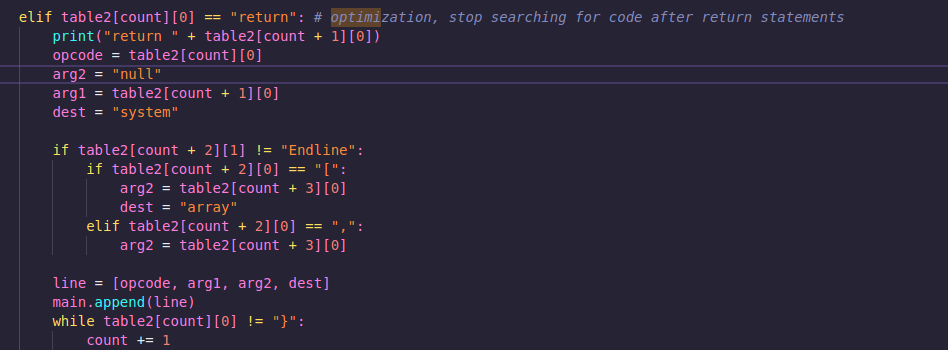 elif table2[count][0] == "return": # optimization, stop searching for code after return statements
print("return " + table2[count + 1][0])
opcode = table2[count][0]
arg2 = "null"
arg1 = table2[count + 1][0]
dest = "system"
if table2[count + 2][1] != "Endline":
if table2[count + 2][0] == "[":
arg2 = table2[count + 3][0]
dest = "array"
elif table2[count + 2][0] == ",":
arg2 = table2[count + 3][0]
line = [opcode, arg1, arg2, dest]
main.append(line)
while table2[count][0] != "}":
count += 1